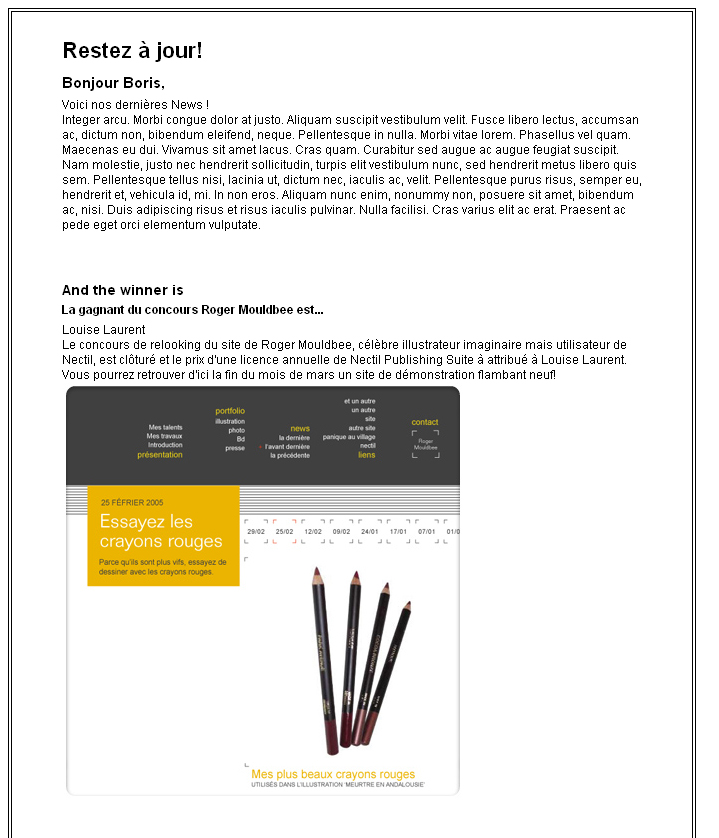 Restez à jour!
Bonjour Boris,
Voici nos dernières News !
Integer arcu. Morbi congue dolor at justo. Aliquam suscipit vestibulum velit. Fusce libero lectus, accumsan
ac, dictum non, bibendum eleifend, neque. Pellentesque in nulla. Morbi vitae lorem. Phasellus vel quam.
Maecenas eu dui. Vivamus sit amet lacus. Cras quam. Curabitur sed augue ac augue feugiat suscipit.
Nam molestie, justo nec hendrerit sollicitudin, turpis elit vestibulum nunc, sed hendrerit metus libero quis
sem. Pellentesque tellus nisi, lacinia ut, dictum nec, iaculis ac, velit. Pellentesque purus risus, semper eu,
hendrerit et, vehicula id, mi. In non eros. Aliquam nunc enim, nonummy non, posuere sit amet, bibendum
ac, nisi. Duis adipiscing risus et risus iaculis pulvinar. Nulla facilisi. Cras varius elit ac erat. Praesent ac
pede eget orci elementum vulputate.
And the winner is
La gagnant du concours Roger Mouldbee est...
Louise Laurent
Le concours de relooking du site de Roger Mouldbee, célèbre illustrateur imaginaire mais utilisateur de
Nectil, est clôturé et le prix d'une licence annuelle de Nectil Publishing Suite à attribué à Louise Laurent.
Vous pourrez retrouver d'ici la fin du mois de mars un site de démonstration flambant neuf!
Mes talents
Mes travaux
Introduction
présentation
portfolio
illustration
photo
Bd
presse
news
la dernière
l'avant dernière
la précédente
et un autre
un autre
site
autre site
panique au village
nectil
liens
contact
Roger
Mouldbee
25 FÉFRIER 2005
Essayez les
crayons rouges
Parce qu'ils sont plus vifs, essayez de
dessiner avec les crayons rouges.
29/02 25/02 12/02 09/02 24/01 17/01 07/01 01/0
Mes plus beaux crayons rouges
UTILISÉS DANS L'ILLUSTRATION 'MEURTRE EN ANDALOUSIE'